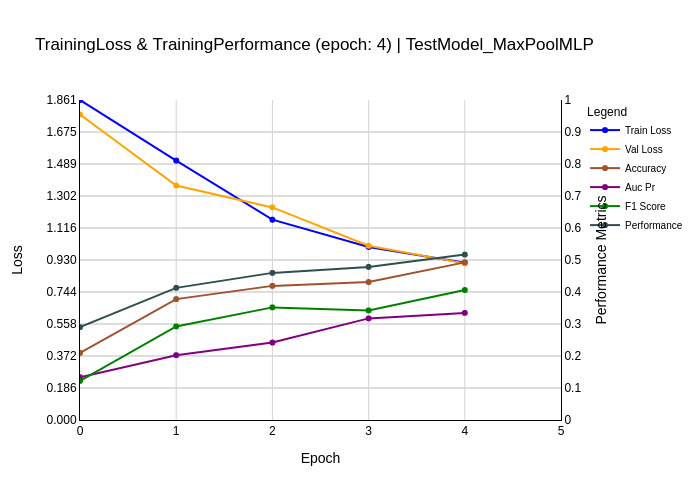 TrainingLoss & TrainingPerformance (epoch: 4) | TestModel_MaxPoolMLP
1.861
1.675
1.489
1.302
1.116
0.930
0.744
0.558
0.372
0.186
0.000
Loss
0
1
2
3
4
5
Epoch
1
0.9
0.8
0.7
0.6
0.5
0.4
0.3
0.2
0.1
0
Performance Metrics
Legend
Train Loss
Val Loss
Accuracy
Auc Pr
F1 Score
Performance